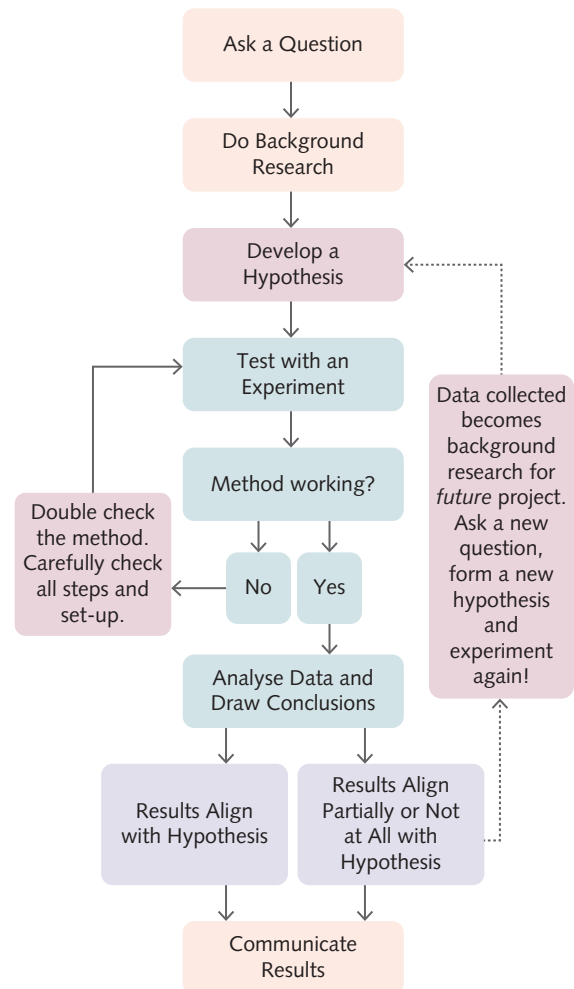 Ask a Question
Do Background
Research
Develop a
Hypothesis
Test with an
Experiment
Method working?
No
Yes
Double check
the method.
Carefully check
all steps and
set-up.
Analyse Data and
Draw Conclusions
Results Align
with Hypothesis
Results Align
Partially or Not
at All with
Hypothesis
Data collected
becomes
background
research for
future project.
Ask a new
question,
form a new
hypothesis
and
experiment
again!
Communicate
Results